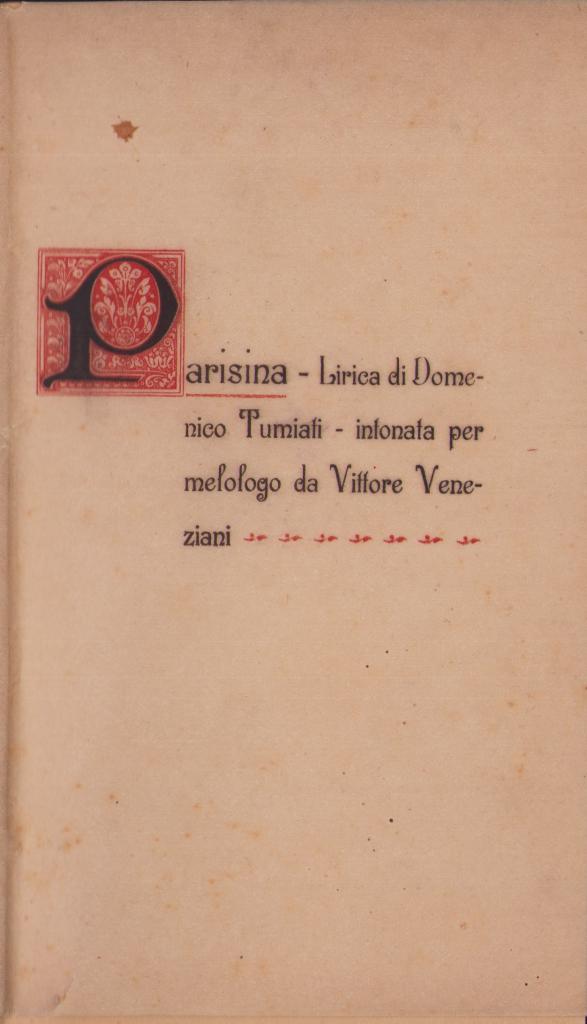 Parisina - Lirica di Dome-
nico Tumiati - intonata per
melologo da Vittore Vene-
ziani